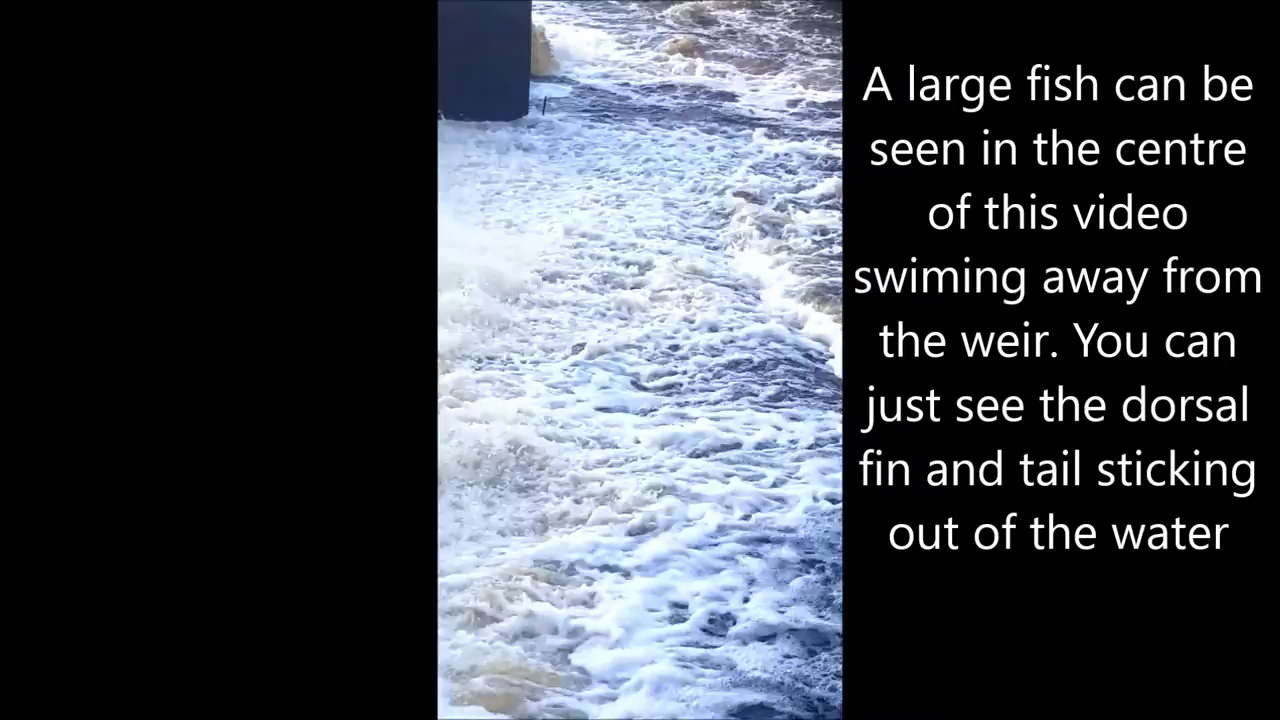 A large fish can be
seen in the centre
of this video
swiming away from
the weir. You can
just see the dorsal
fin and tail sticking
out of the water